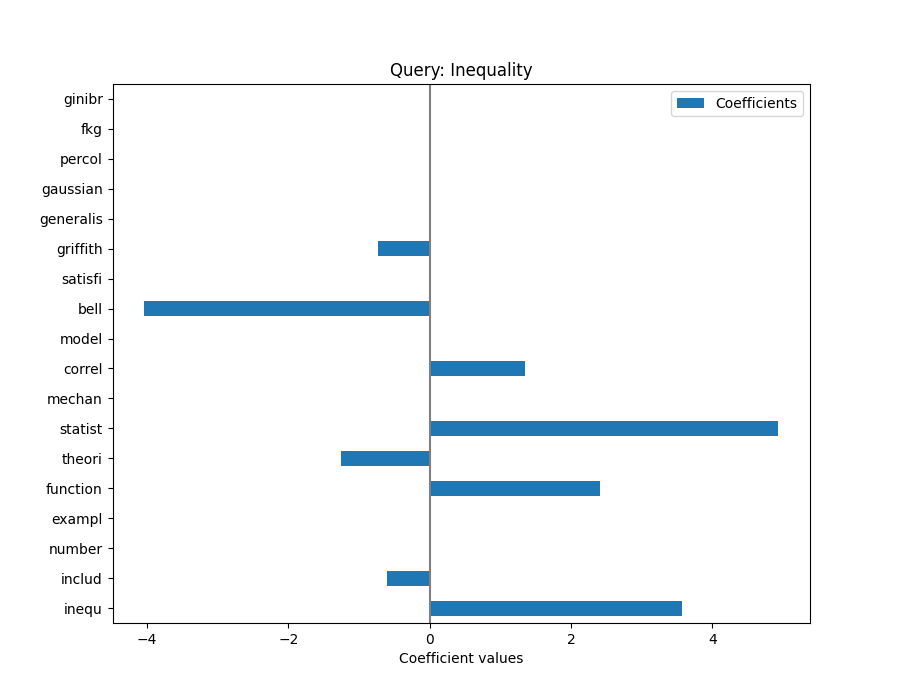 Query: Inequality
Coefficients
ginibr
fkg
percol
gaussian
generalis
griffith
satisfi
bell
model
correl
mechan
statist
theori
function
exampl
number
includ
inequ
−4 −2 0 2 4
Coefficient values